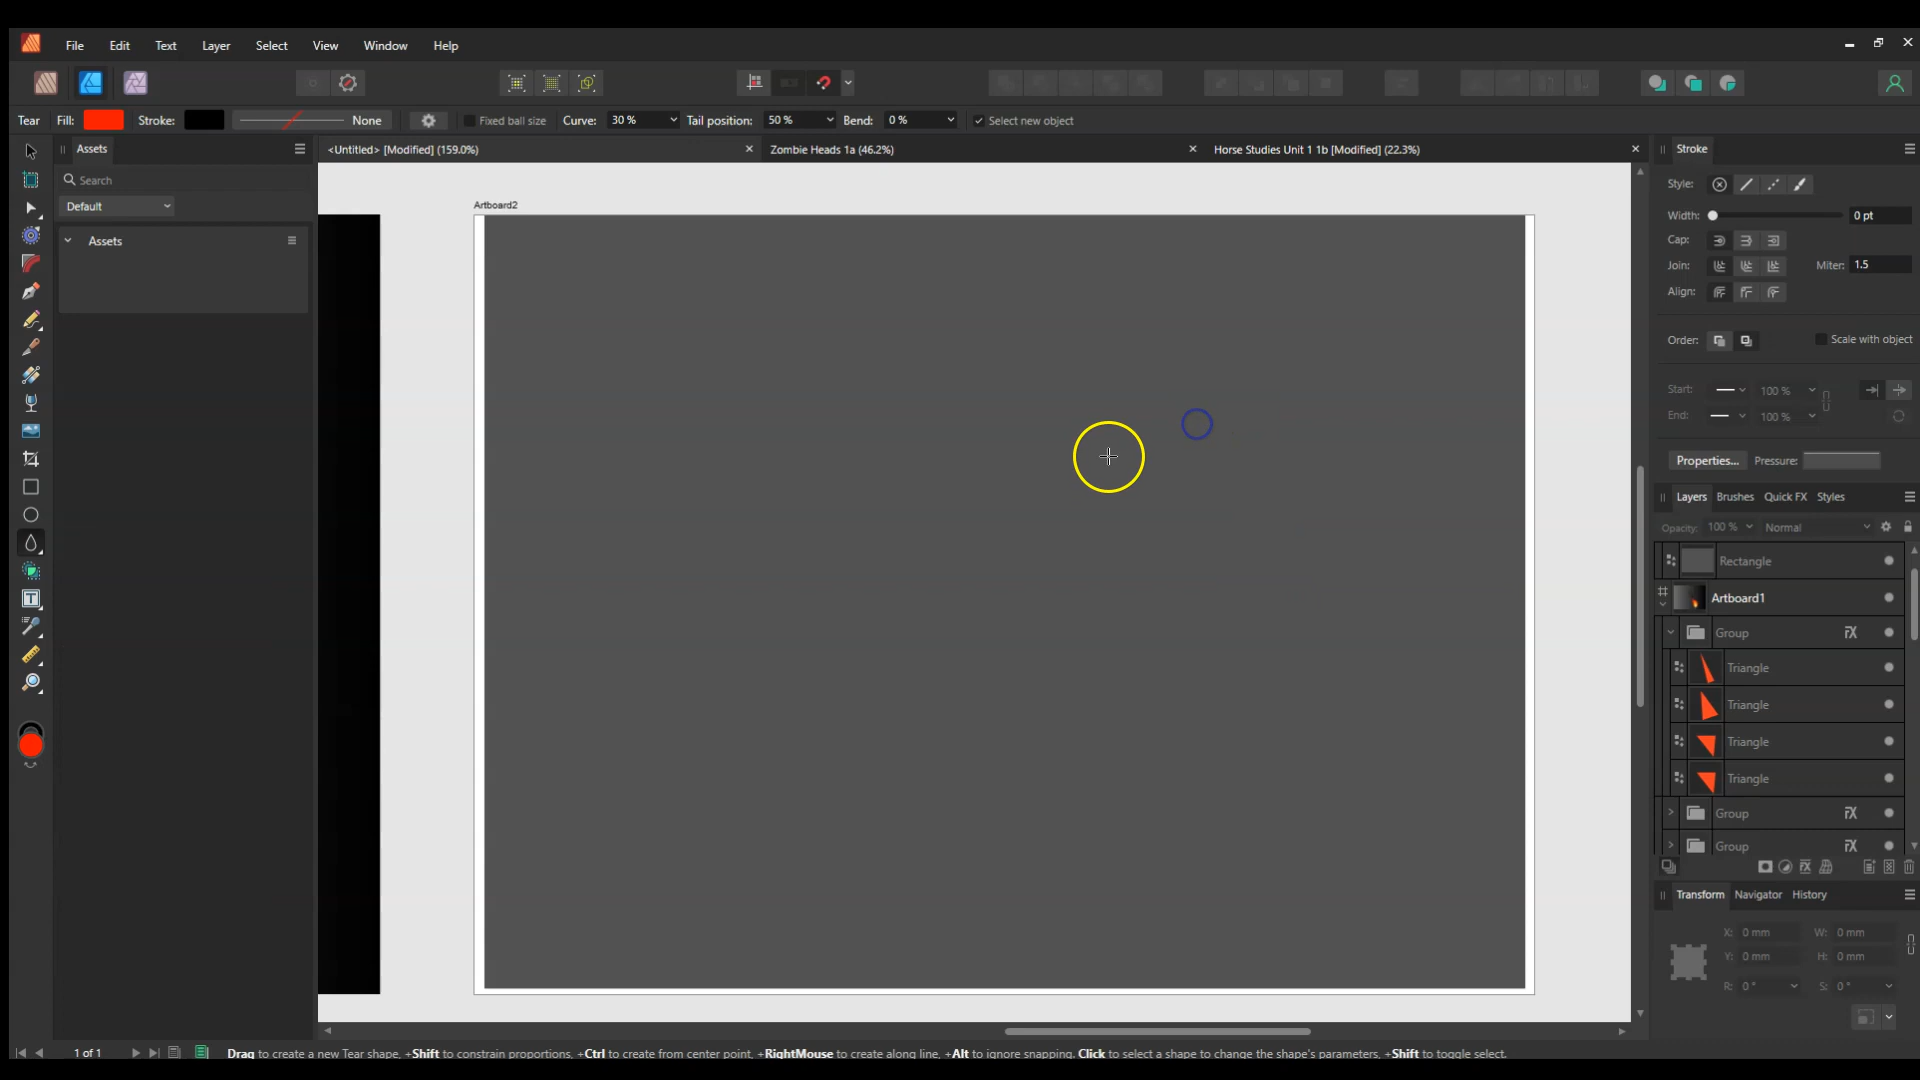 File Edit Text Layer Select View Window Help
Tear Fill: Stroke: None Fixed ball size Curve: 30 % Tail position: 50 % Bend: 0 % Select new object
Assets
<Untitled> [Modified] (159.0%) Zombie Heads 1a (46.2%) Horse Studies Unit 1 1b [Modified] (22.3%)
Search
Default
Assets
Artboard2
Stroke
Style:
Width: 0 pt
Cap:
Join: Miter: 1.5
Align:
Order: Scale with object
Start: 100 %
End: 100 %
Properties... Pressure:
Layers Brushes Quick FX Styles
Opacity: 100 % Normal
Rectangle
Artboard1
Group
Triangle
Triangle
Triangle
Triangle
Group
Group
Transform Navigator History
X: 0 mm W: 0 mm
Y: 0 mm H: 0 mm
R: 0 ° S: 0 °
1 of 1 Drag to create a new Tear shape, +Shift to constrain proportions, +Ctrl to create from center point, +RightMouse to create along line, +Alt to ignore snapping. Click to select a shape to change the shape's parameters, +Shift to toggle select.